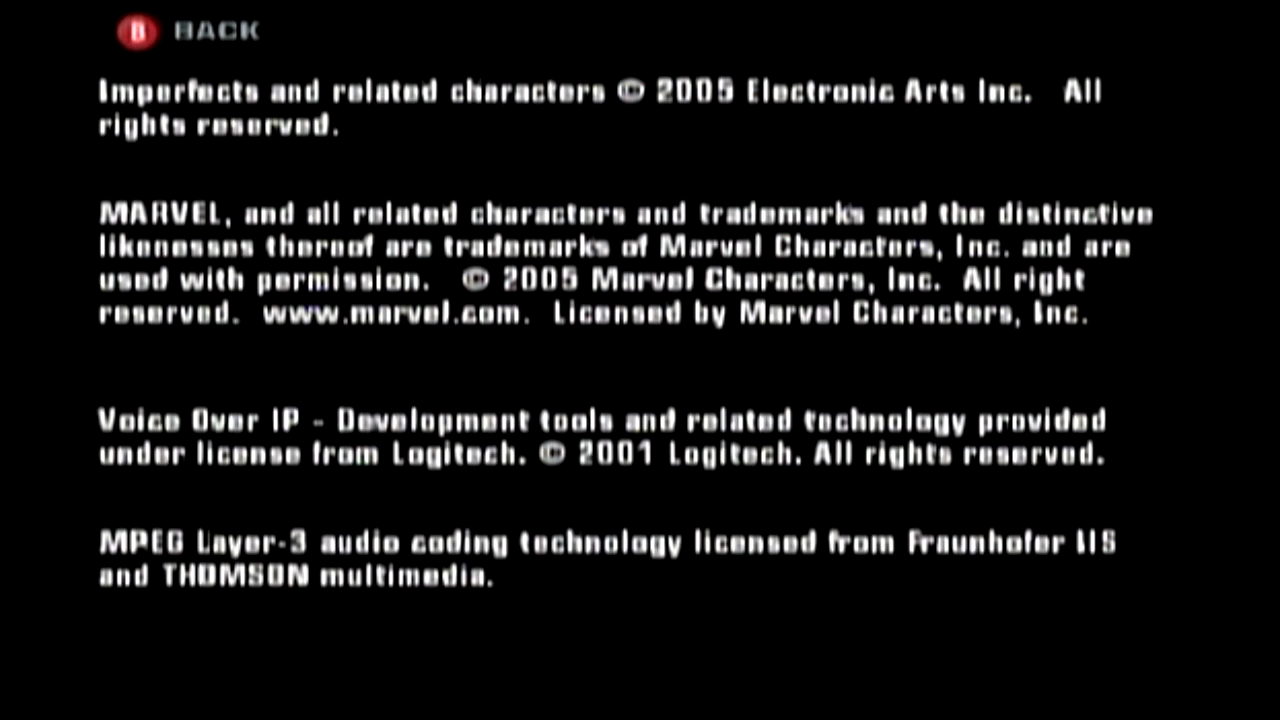 B BACK
Imperfects and related characters © 2005 Electronic Arts Inc. All
rights reserved.
MARVEL, and all related characters and trademarks and the distinctive
likenesses thereof are trademarks of Marvel Characters, Inc. and are
used with permission. © 2005 Marvel Characters, Inc. All right
reserved. www.marvel.com. Licensed by Marvel Characters, Inc.
Voice Over IP - Development tools and related technology provided
under license from Logitech. © 2001 Logitech. All rights reserved.
MPEG Layer-3 audio coding technology licensed from Fraunhofer IIS
and THOMSON multimedia.